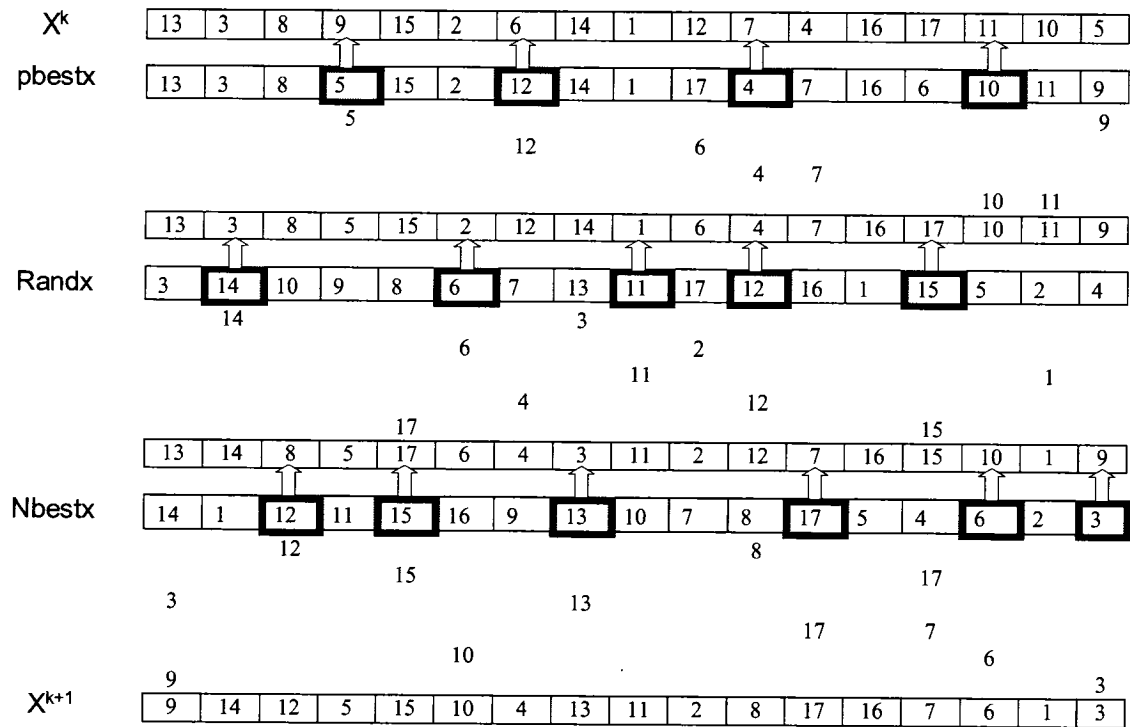 X^k 13 3 8 9 15 2 6 14 1 12 7 4 16 17 11 10 5
pbestx 13 3 8 5 15 2 12 14 1 17 4 7 16 6 10 11 9
5 9
12 6
4 7
10 11
13 3 8 5 15 2 12 14 1 6 4 7 16 17 10 11 9
Randx 3 14 10 9 8 6 7 13 11 17 12 16 1 15 5 2 4
14 3
6 2
11 1
4 12
17 15
13 14 8 5 17 6 4 3 11 2 12 7 16 15 10 1 9
Nbestx 14 1 12 11 15 16 9 13 10 7 8 17 5 4 6 2 3
12 8
15 17
3 13
17 7
10 6
9 3
X^k+1 9 14 12 5 15 10 4 13 11 2 8 17 16 7 6 1 3